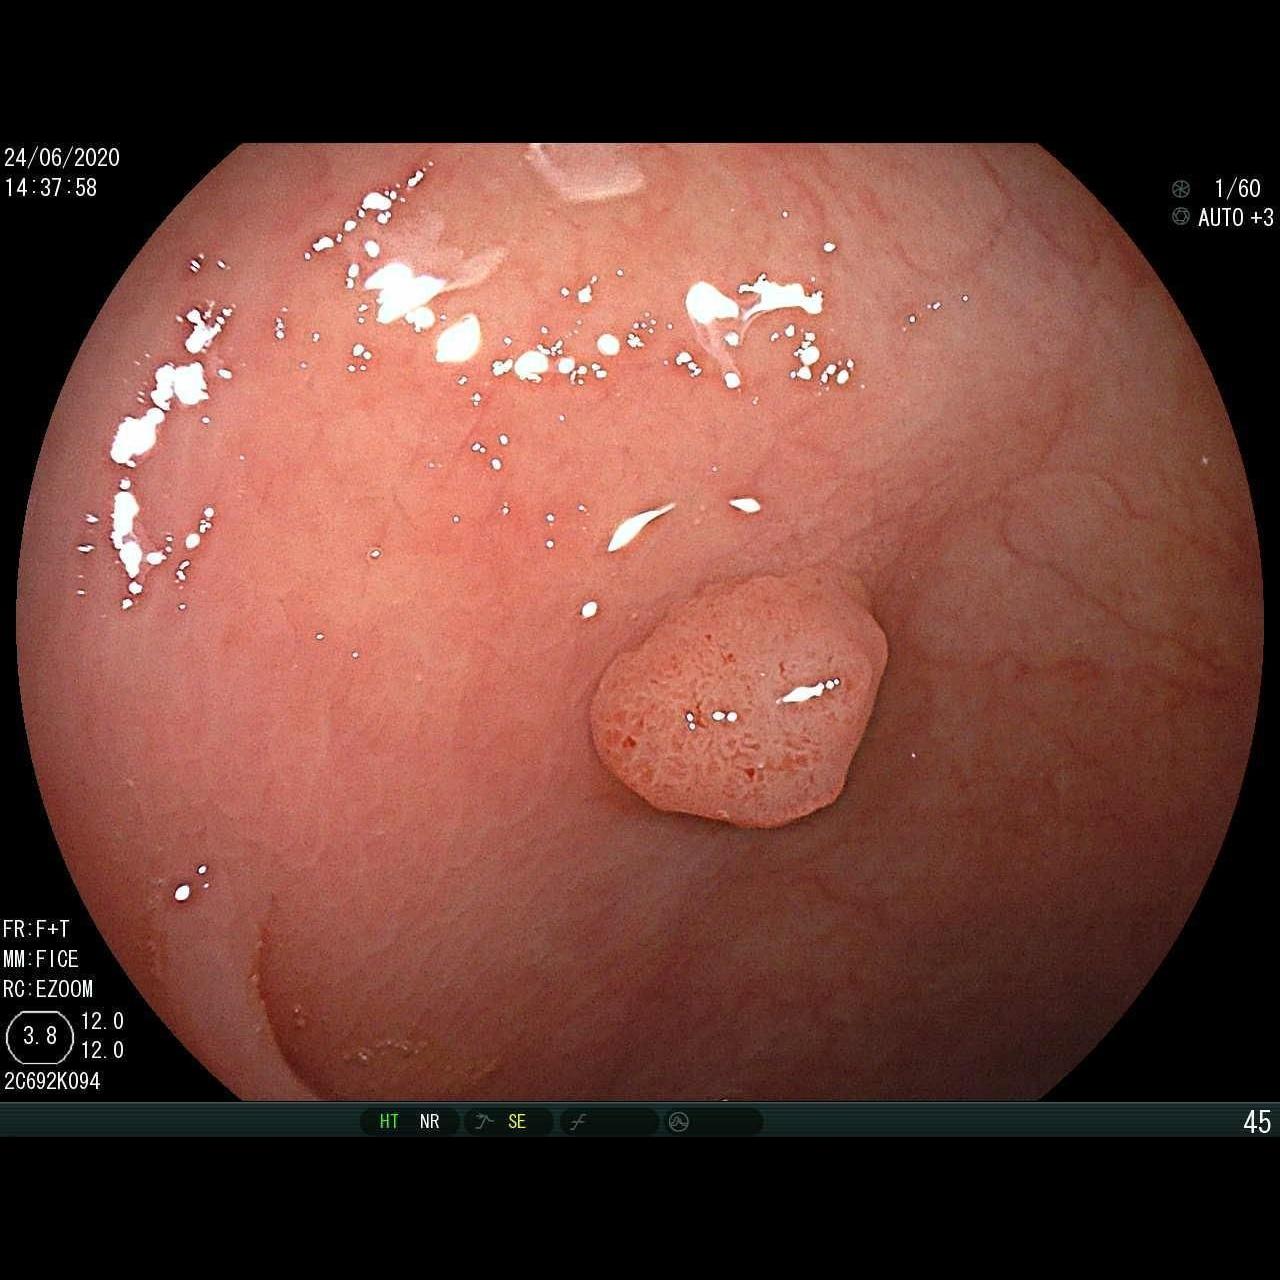 24/06/2020
14:37:58
1/60
AUTO +3
FR:F+T
MM:FICE
RC:EZOOM
3.8
12.0
12.0
2C692K094
HT NR SE
45